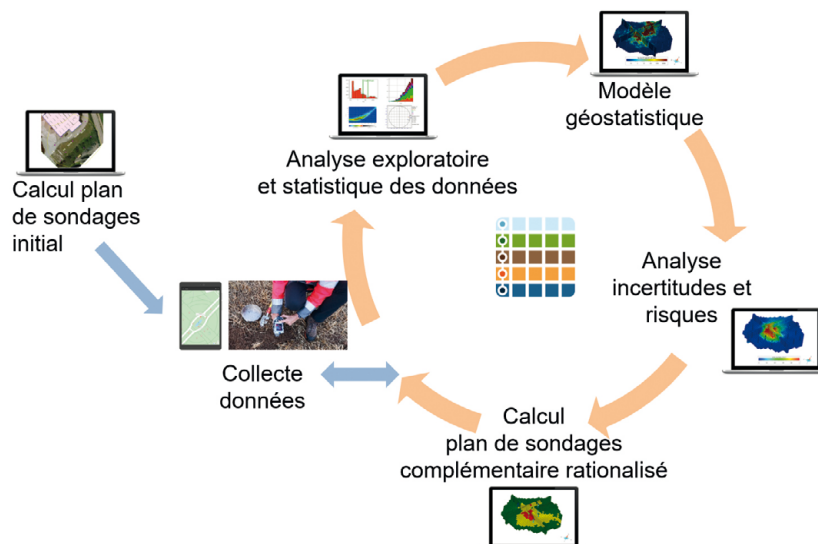 Modèle
géostatistique
Analyse exploratoire
et statistique des données
Calcul plan
de sondages
initial
Analyse
incertitudes et
risques
Collecte
données
Calcul
plan de sondages
complémentaire rationalisé